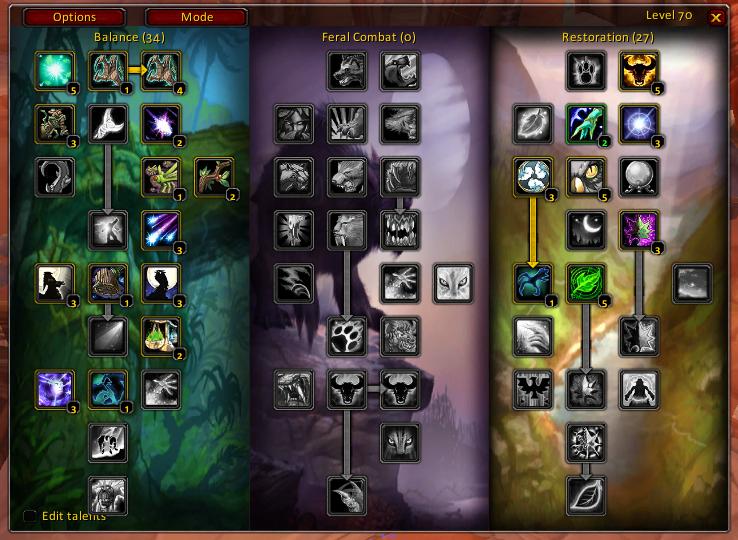 Options Mode Level 70
Balance (34) Feral Combat (0) Restoration (27)
5 1 4 5
3 2 2 3
1 2 3 5
3 3
3 1 3 1 5
2
3 1
Edit talents